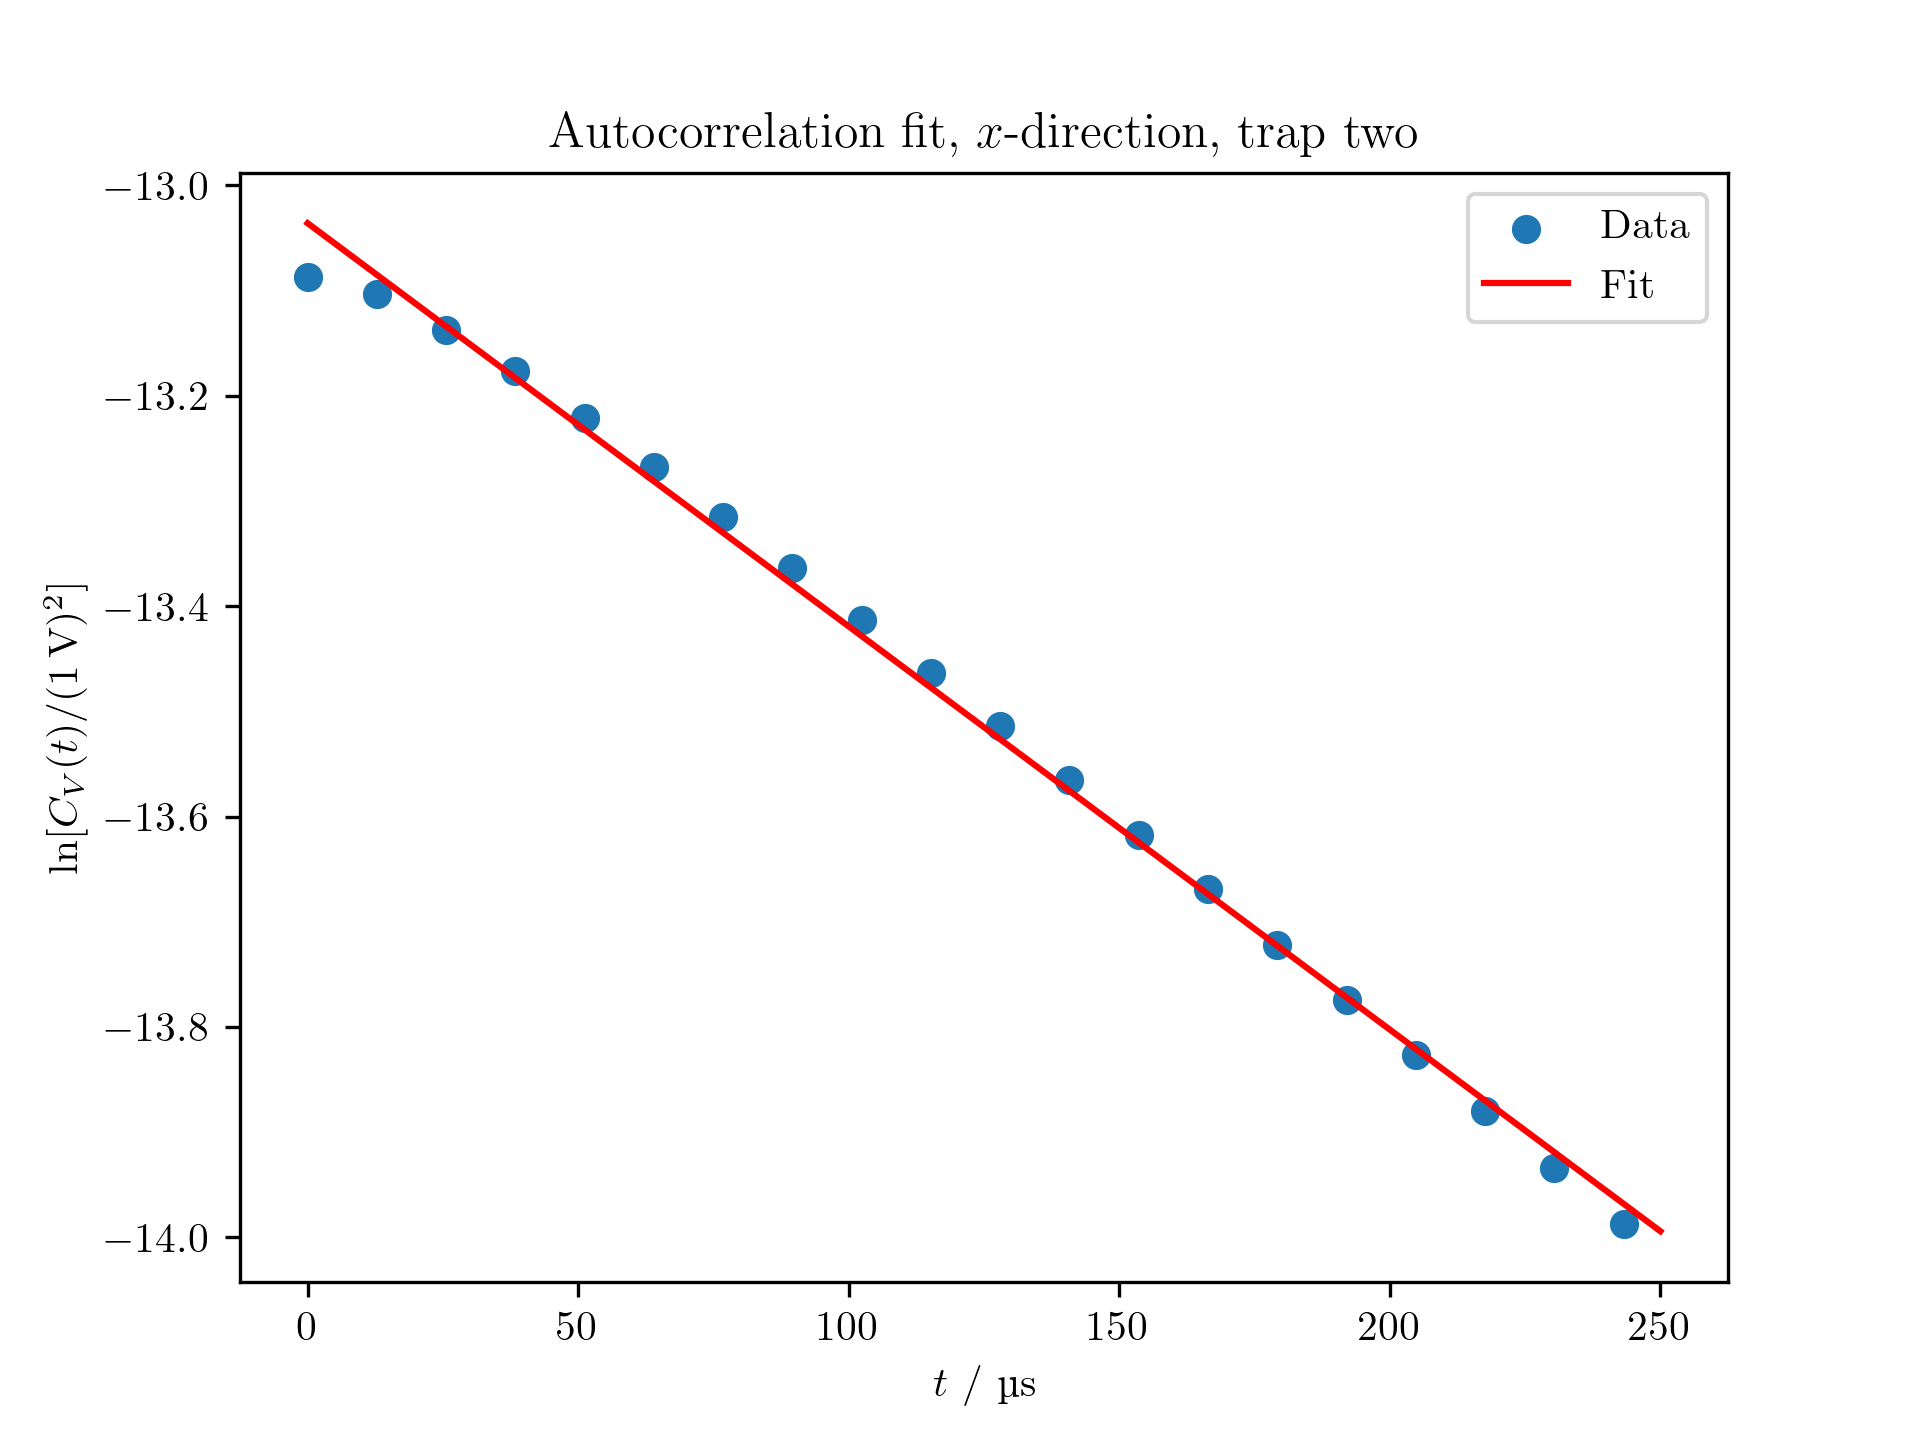 Autocorrelation fit, x-direction, trap two
Data
Fit
−13.0
−13.2
−13.4
−13.6
−13.8
−14.0
ln[C_V(t)/(1 V)²]
0 50 100 150 200 250
t / µs